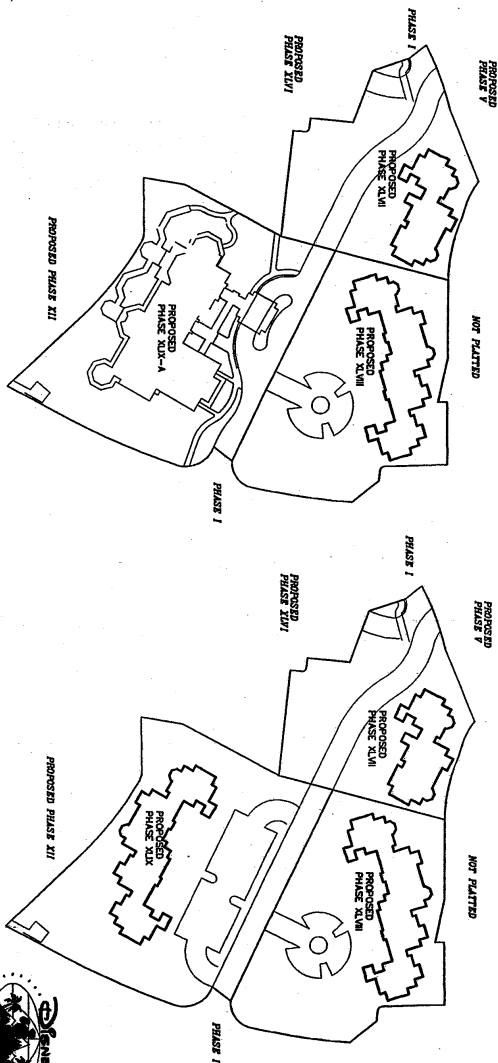 PROPOSED
PHASE V
PHASE I
PROPOSED
PHASE XLVI
PROPOSED
PHASE XLVII
NOT PLATTED
PROPOSED
PHASE XLVIII
PROPOSED
PHASE XLIX-A
PROPOSED PHASE XII
PHASE I
PROPOSED
PHASE V
PHASE I
PROPOSED
PHASE XLVI
PROPOSED
PHASE XLVII
NOT PLATTED
PROPOSED
PHASE XLVIII
PROPOSED
PHASE XLIX
PROPOSED PHASE XII
PHASE I